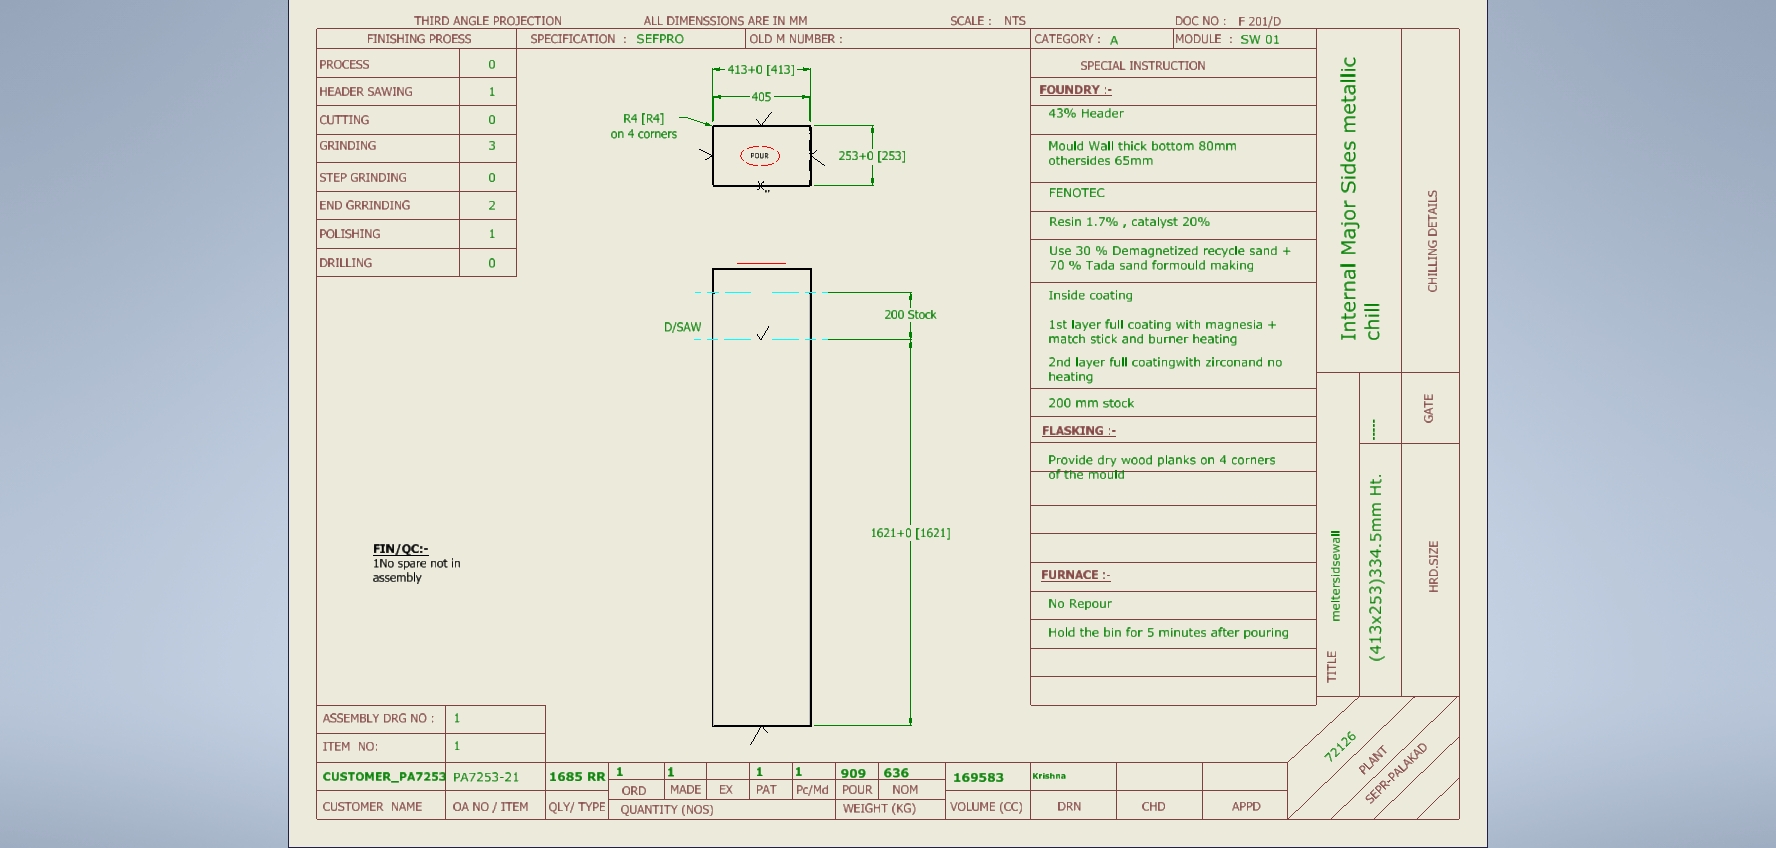 THIRD ANGLE PROJECTION ALL DIMENSSIONS ARE IN MM SCALE : NTS DOC NO : F 201/D
FINISHING PROESS SPECIFICATION : SEFPRO OLD M NUMBER : CATEGORY : A MODULE : SW 01
PROCESS 0
HEADER SAWING 1
CUTTING 0
GRINDING 3
STEP GRINDING 0
END GRRINDING 2
POLISHING 1
DRILLING 0
413+0 [413]
405
R4 [R4]
on 4 corners
POUR
253+0 [253]
D/SAW
200 Stock
1621+0 [1621]
FIN/QC:-
1No spare not in
assembly
SPECIAL INSTRUCTION
FOUNDRY :-
43% Header
Mould Wall thick bottom 80mm
othersides 65mm
FENOTEC
Resin 1.7% , catalyst 20%
Use 30 % Demagnetized recycle sand +
70 % Tada sand formould making
Inside coating
1st layer full coating with magnesia +
match stick and burner heating
2nd layer full coatingwith zirconand no
heating
200 mm stock
FLASKING :-
Provide dry wood planks on 4 corners
of the mould
FURNACE :-
No Repour
Hold the bin for 5 minutes after pouring
Internal Major Sides metallic
chill
CHILLING DETAILS
-----
GATE
TITLE meltersidsewall
(413x253)334.5mm Ht.
HRD.SIZE
72126
PLANT
SEPR-PALAKAD
ASSEMBLY DRG NO : 1
ITEM NO: 1
CUSTOMER_PA7253 PA7253-21 1685 RR 1 1 1 1 909 636 169583 Krishna
ORD MADE EX PAT Pc/Md POUR NOM
CUSTOMER NAME OA NO / ITEM QLY/ TYPE QUANTITY (NOS) WEIGHT (KG) VOLUME (CC) DRN CHD APPD